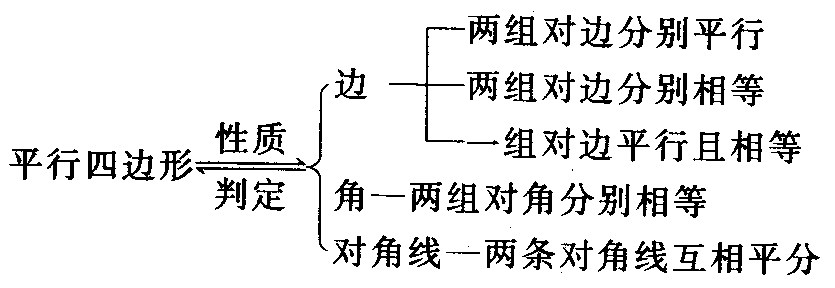 两组对边分别平行
边 两组对边分别相等
一组对边平行且相等
平行四边形 性质 判定
角—两组对角分别相等
对角线—两条对角线互相平分